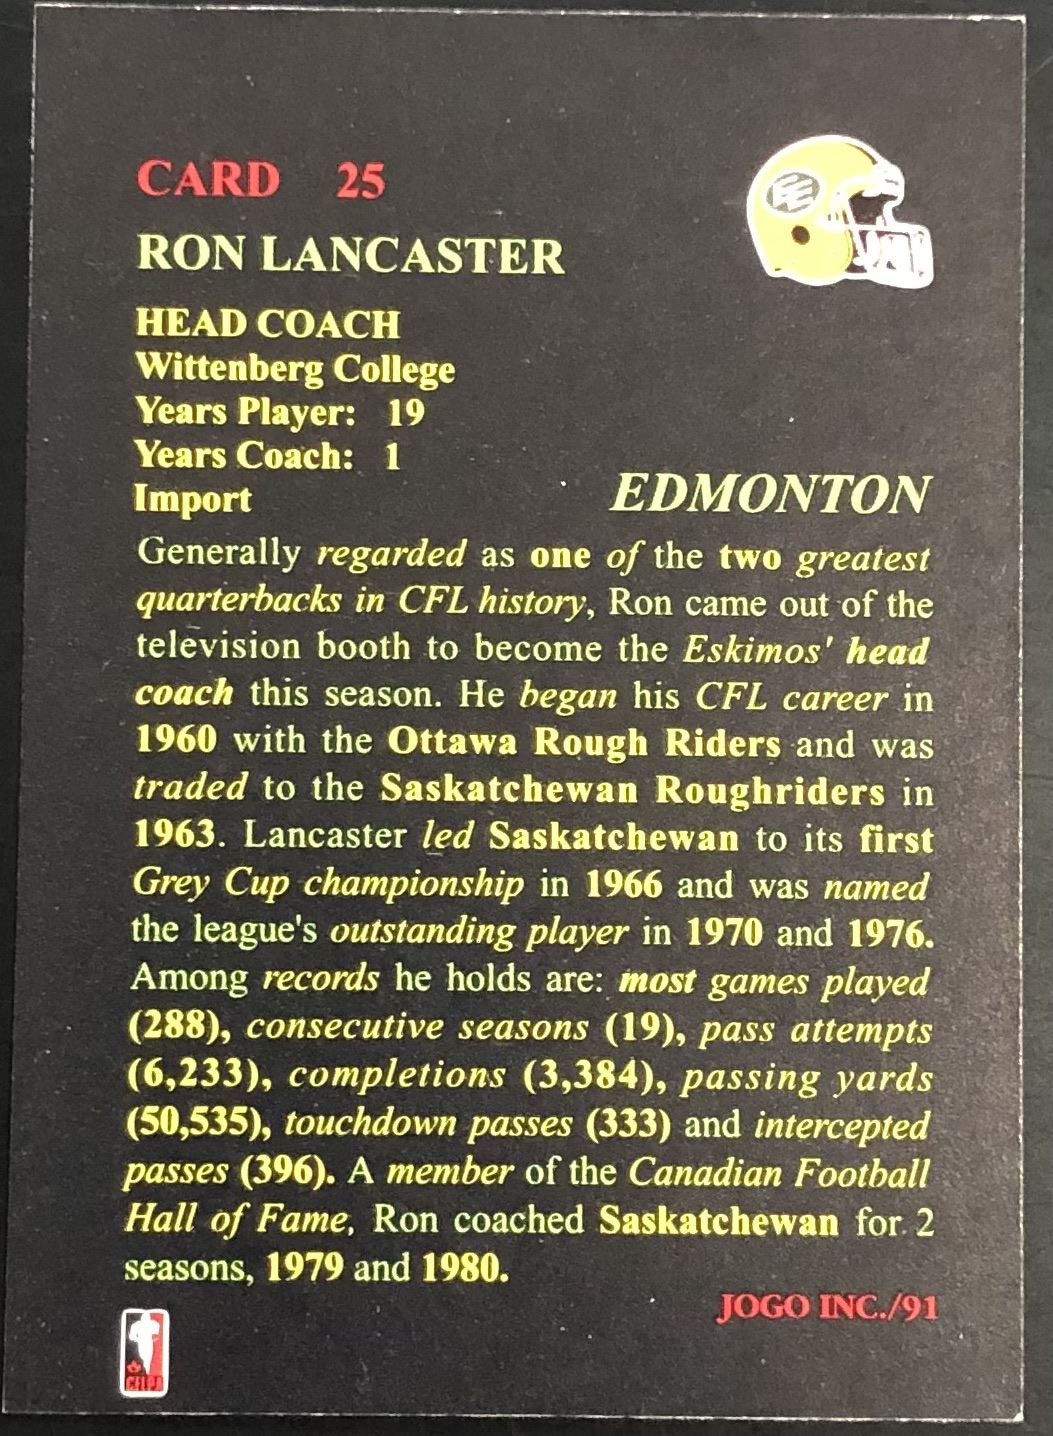 CARD 25
RON LANCASTER
HEAD COACH
Wittenberg College
Years Player: 19
Years Coach: 1
Import
EDMONTON
Generally regarded as one of the two greatest
quarterbacks in CFL history, Ron came out of the
television booth to become the Eskimos' head
coach this season. He began his CFL career in
1960 with the Ottawa Rough Riders and was
traded to the Saskatchewan Roughriders in
1963. Lancaster led Saskatchewan to its first
Grey Cup championship in 1966 and was named
the league's outstanding player in 1970 and 1976.
Among records he holds are: most games played
(288), consecutive seasons (19), pass attempts
(6,233), completions (3,384), passing yards
(50,535), touchdown passes (333) and intercepted
passes (396). A member of the Canadian Football
Hall of Fame, Ron coached Saskatchewan for 2
seasons, 1979 and 1980.
JOGO INC./91
CFLPA
EE